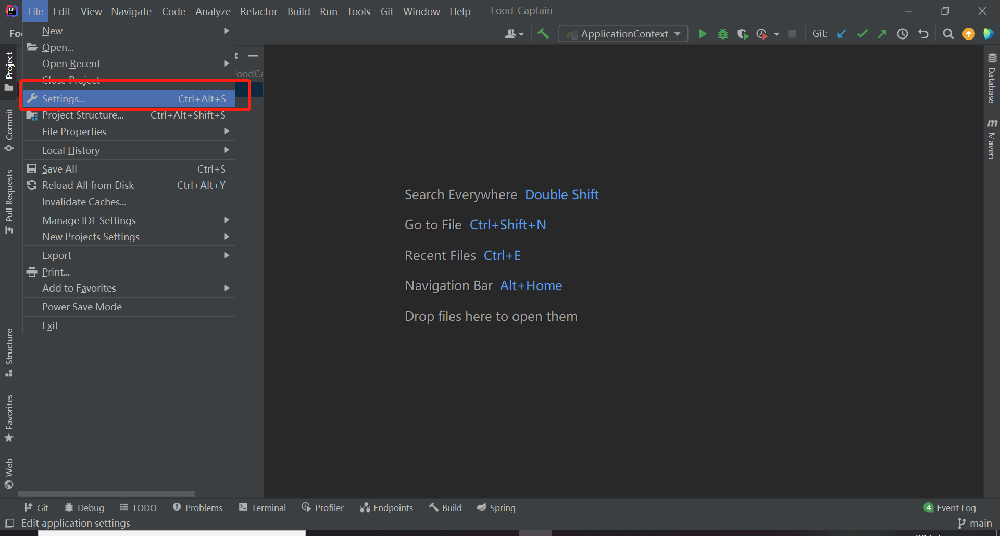 File Edit View Navigate Code Analyze Refactor Build Run Tools Git Window Help Food-Captain
ApplicationContext Git:
New
Open...
Open Recent
Close Project
Settings... Ctrl+Alt+S
Project Structure... Ctrl+Alt+Shift+S
File Properties
Local History
Save All Ctrl+S
Reload All from Disk Ctrl+Alt+Y
Invalidate Caches...
Manage IDE Settings
New Projects Settings
Export
Print...
Add to Favorites
Power Save Mode
Exit
Project
Commit
Pull Requests
Structure
Favorites
Web
Search Everywhere Double Shift
Go to File Ctrl+Shift+N
Recent Files Ctrl+E
Navigation Bar Alt+Home
Drop files here to open them
Database
m Maven
Git Debug TODO Problems Terminal Profiler Endpoints Build Spring 4 Event Log
Edit application settings main